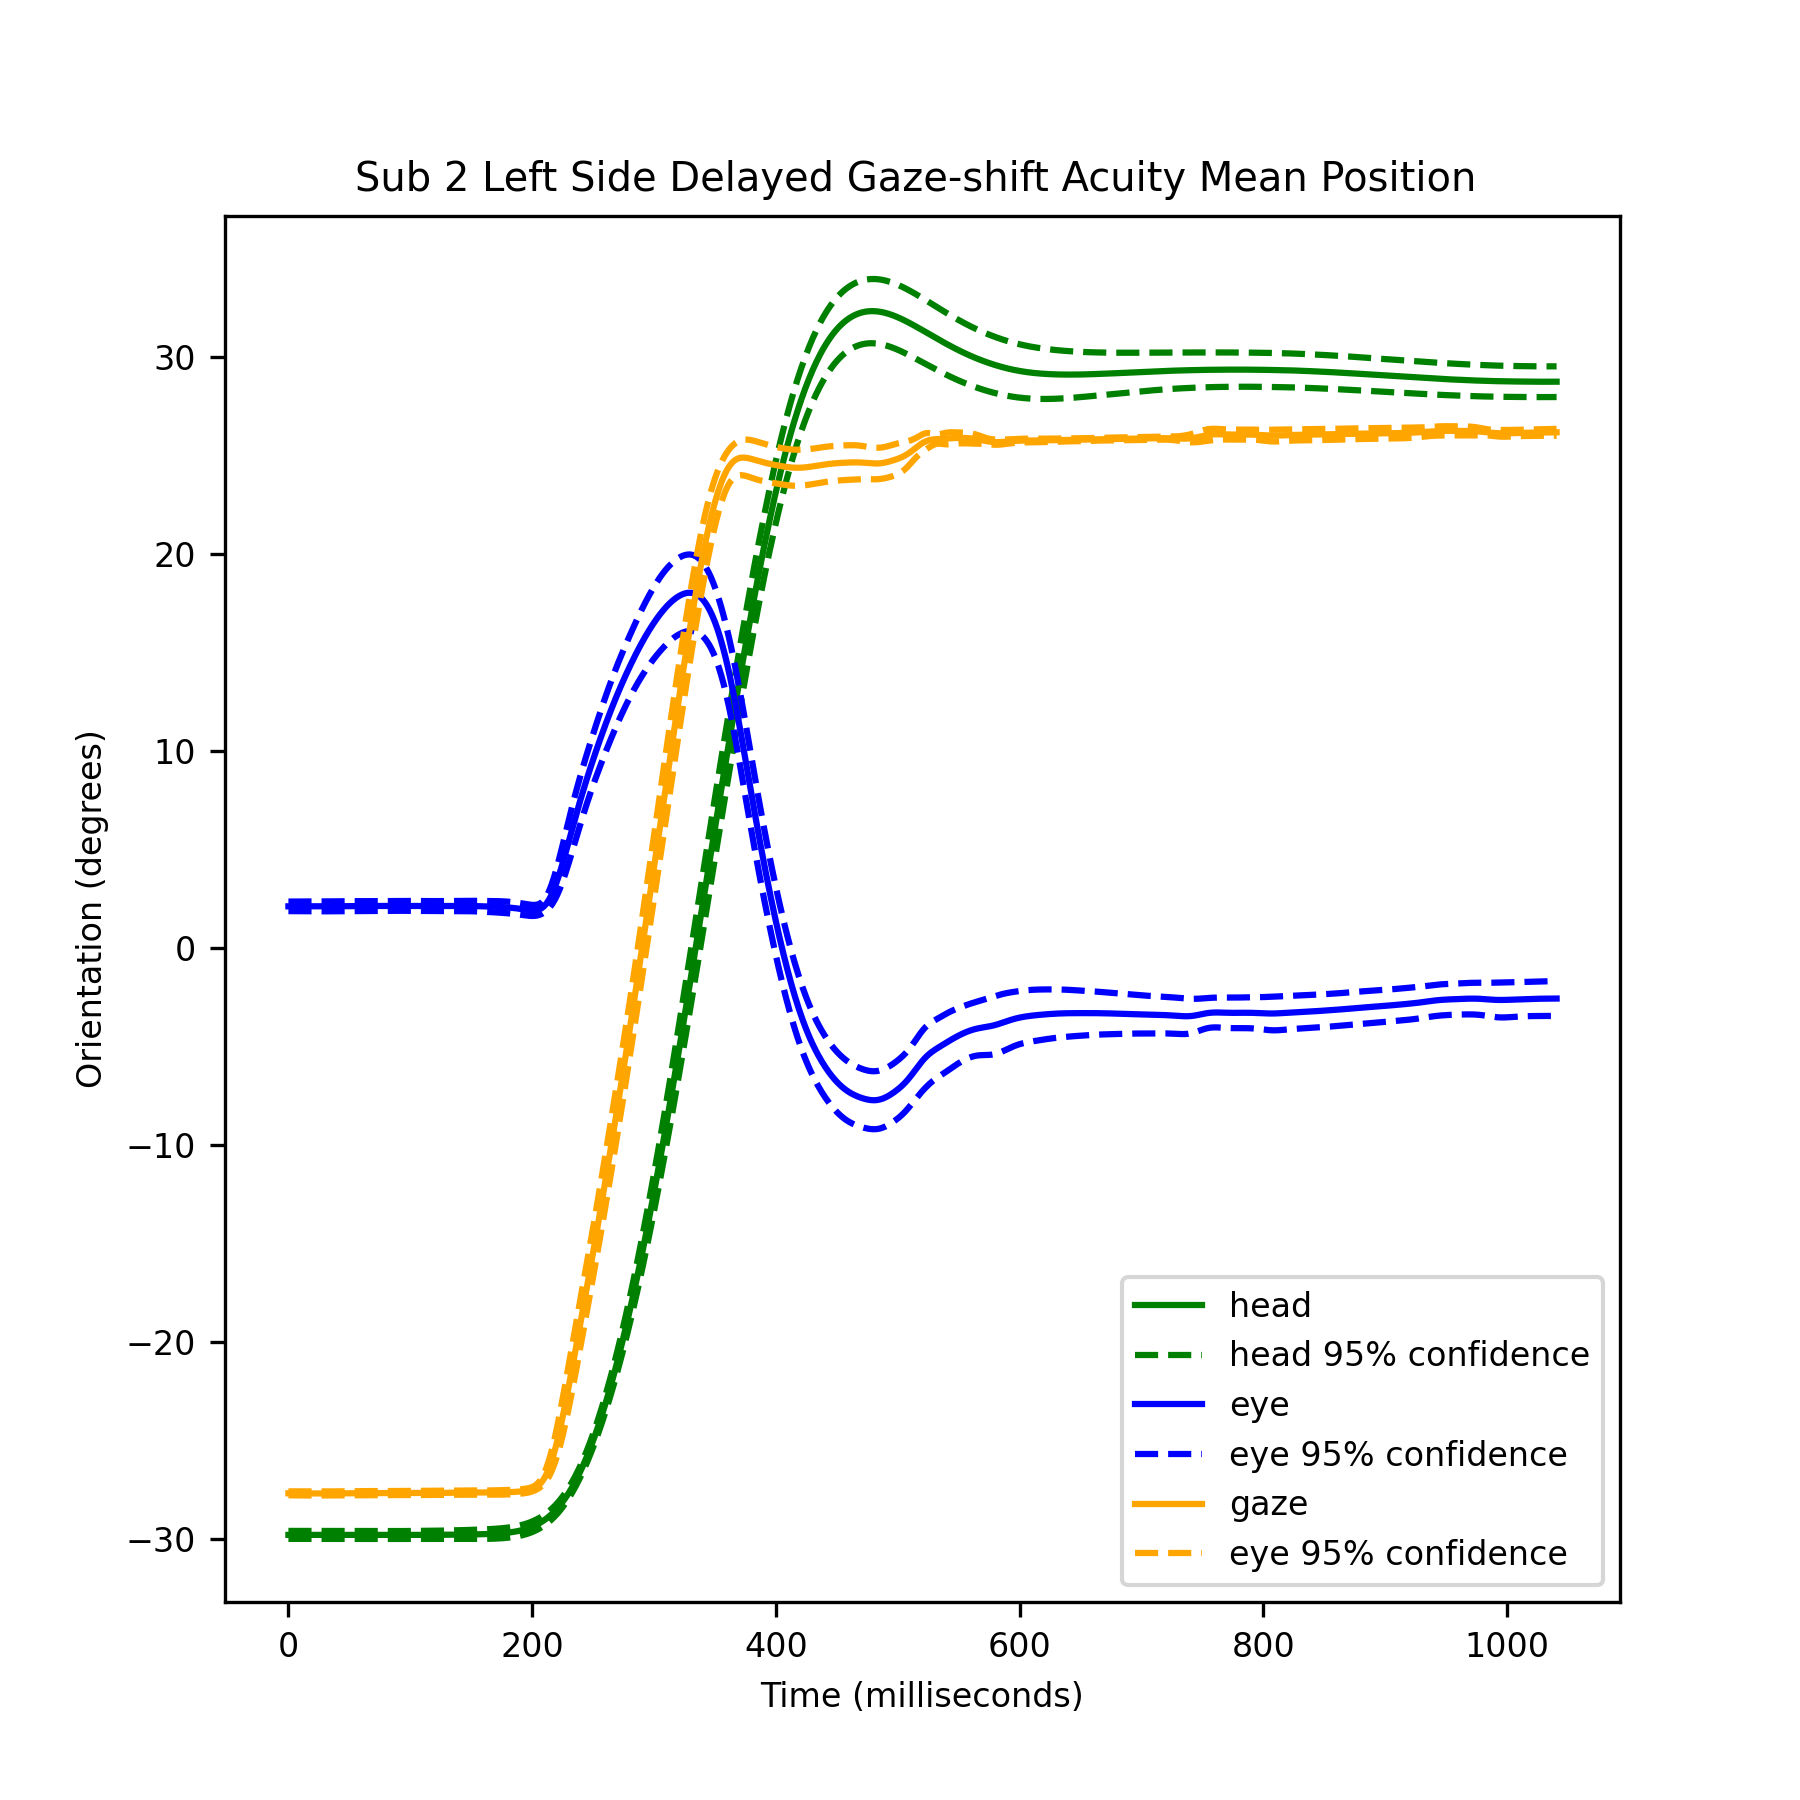 Sub 2 Left Side Delayed Gaze-shift Acuity Mean Position
Orientation (degrees)
30
20
10
0
−10
−20
−30
head
head 95% confidence
eye
eye 95% confidence
gaze
eye 95% confidence
0 200 400 600 800 1000
Time (milliseconds)